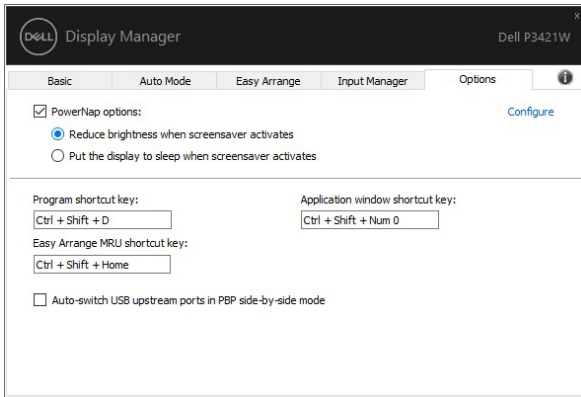 x
DELL Display Manager
Dell P3421W
Basic Auto Mode Easy Arrange Input Manager Options
PowerNap options:
Configure
Reduce brightness when screensaver activates
Put the display to sleep when screensaver activates
Program shortcut key:
Application window shortcut key:
Ctrl + Shift + D
Ctrl + Shift + Num 0
Easy Arrange MRU shortcut key:
Ctrl + Shift + Home
Auto-switch USB upstream ports in PBP side-by-side mode